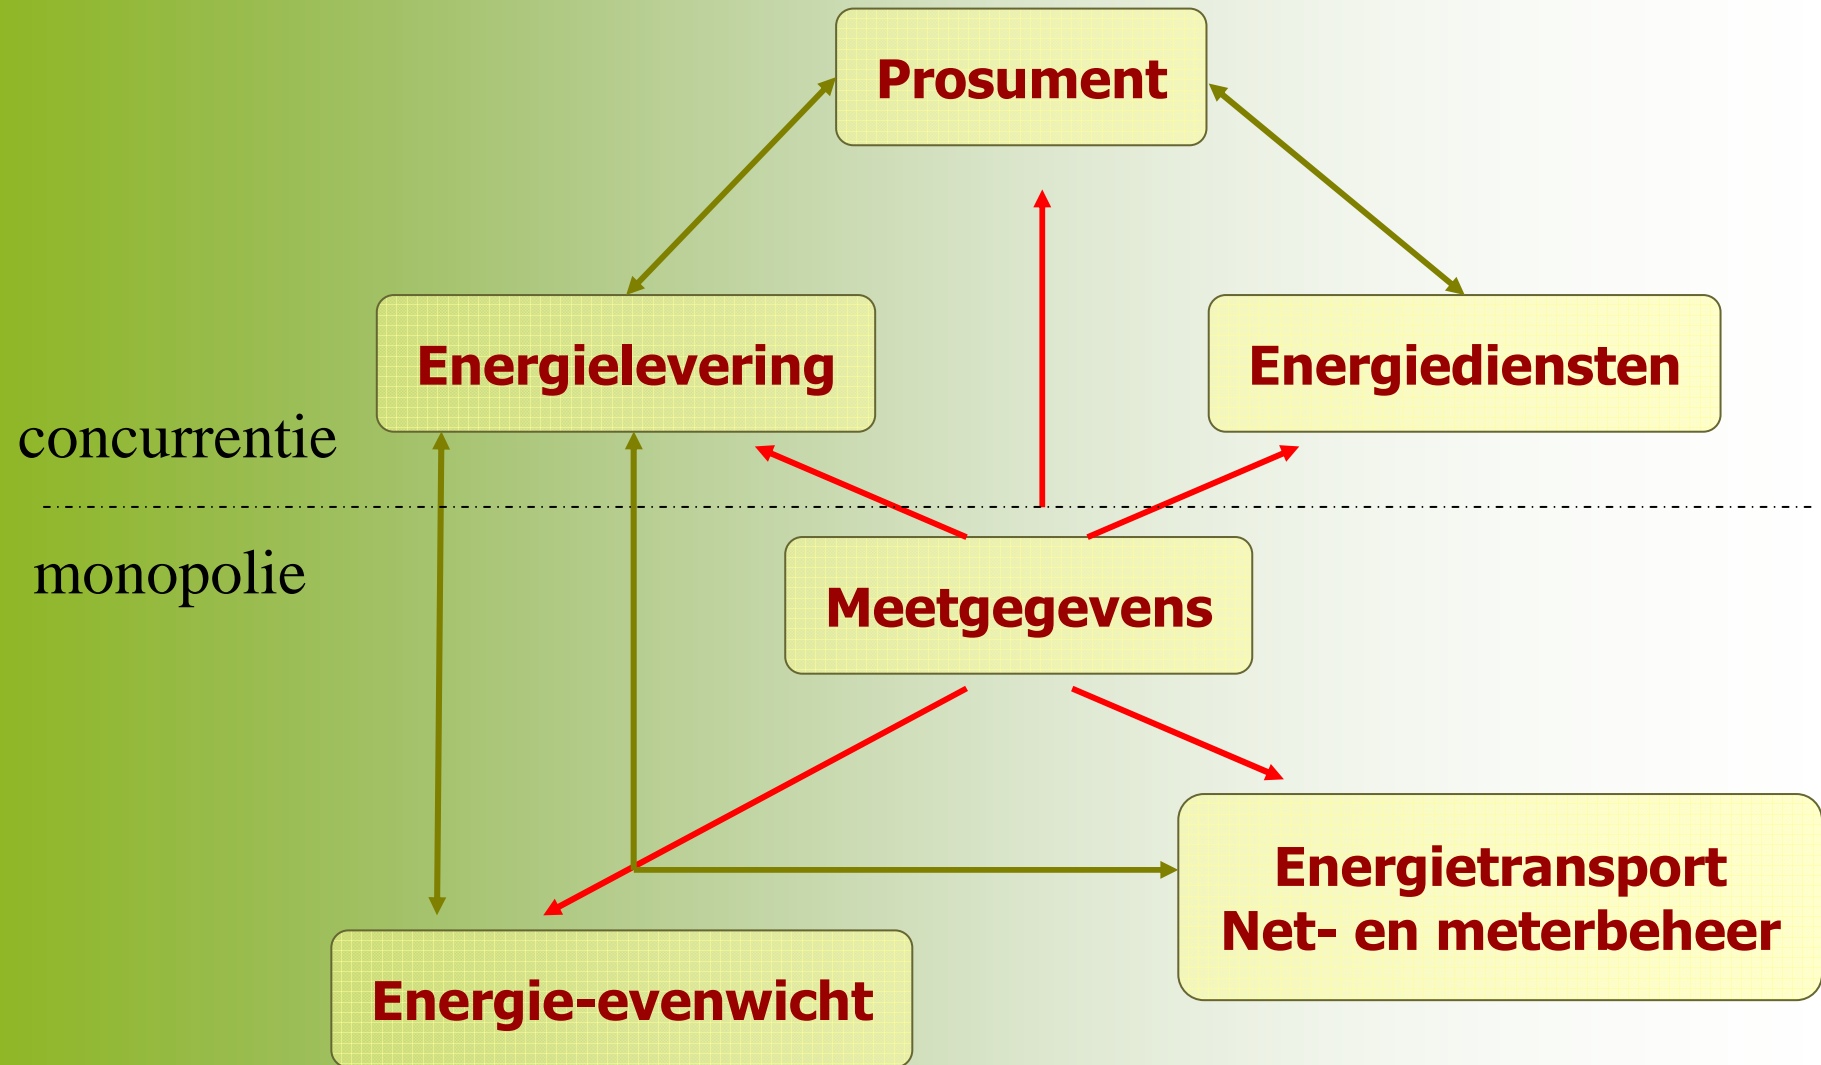 Prosument
Energielevering
Energiediensten
concurrentie
monopolie
Meetgegevens
Energietransport
Net- en meterbeheer
Energie-evenwicht